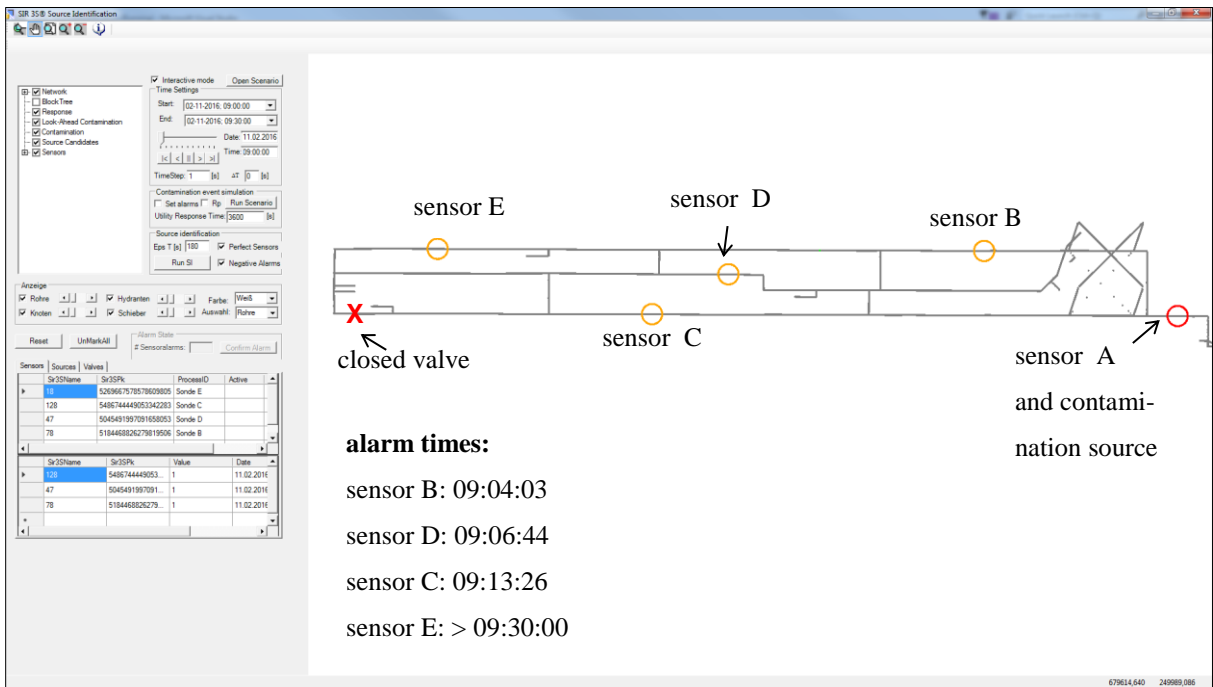 SIR 3S® Source Identification
Interactive mode
Open Scenario
Network
Block Tree
Response
Look-Ahead Contamination
Contamination
Source Candidates
Sensors
Time Settings
Start: 02-11-2016; 09:00:00
End: 02-11-2016; 09:30:00
Date: 11.02.2016
Time: 09:00:00
|< < || > >|
TimeStep: 1 [s] ΔT 0 [s]
Contamination event simulation
Set alarms Rp Run Scenario
Utility Response Time: 3600 [s]
Source identification
Eps T [s] 180 Perfect Sensors
Run SI Negative Alarms
Anzeige
Rohre Hydranten Farbe: Weiß
Knoten Schieber Auswahl: Rohre
Reset UnMarkAll
Alarm State
# Sensoralarms: Confirm Alarm
Sensors Sources Valves
Sir3SName Sir3SPk ProcessID Active
18 5269667578578609805 Sonde E
128 5486744449053342283 Sonde C
47 5045491997091658053 Sonde D
78 5184468826279819506 Sonde B
Sir3SName Sir3SPk Value Date
128 5486744449053... 1 11.02.2016
47 5045491997091... 1 11.02.2016
78 5184468826279... 1 11.02.2016
sensor E
sensor D
sensor B
X
closed valve
sensor C
sensor A
and contami-
nation source
alarm times:
sensor B: 09:04:03
sensor D: 09:06:44
sensor C: 09:13:26
sensor E: > 09:30:00
679614,640 249989,086